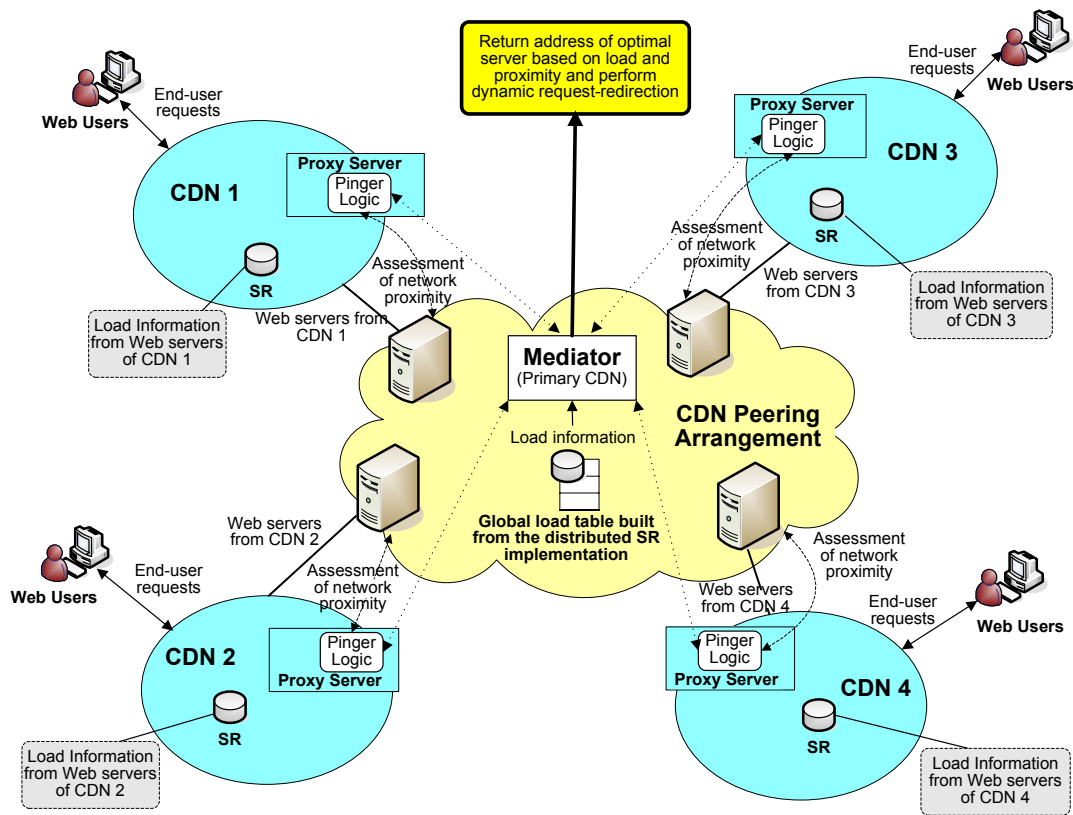 Return address of optimal
server based on load and
proximity and perform
dynamic request-redirection
End-user
requests
Web Users
CDN 1
Proxy Server
Pinger
Logic
SR
Load Information
from Web servers
of CDN 1
Assessment
of network
proximity
Web servers from
CDN 1
End-user
requests
Web Users
Proxy Server
Pinger
Logic
CDN 3
SR
Assessment
of network
proximity
Web servers
from CDN 3
Load Information
from Web servers
of CDN 3
Mediator
(Primary CDN)
CDN Peering
Arrangement
Load information
Global load table built
from the distributed SR
implementation
Web servers
from CDN 2
End-user
requests
Web Users
Assessment
of network
proximity
CDN 2
Pinger
Logic
Proxy Server
SR
Load Information
from Web servers
of CDN 2
Assessment
of network
proximity
Web servers
from CDN 4
End-user
requests
Web Users
Pinger
Logic
Proxy Server
CDN 4
SR
Load Information
from Web servers
of CDN 4